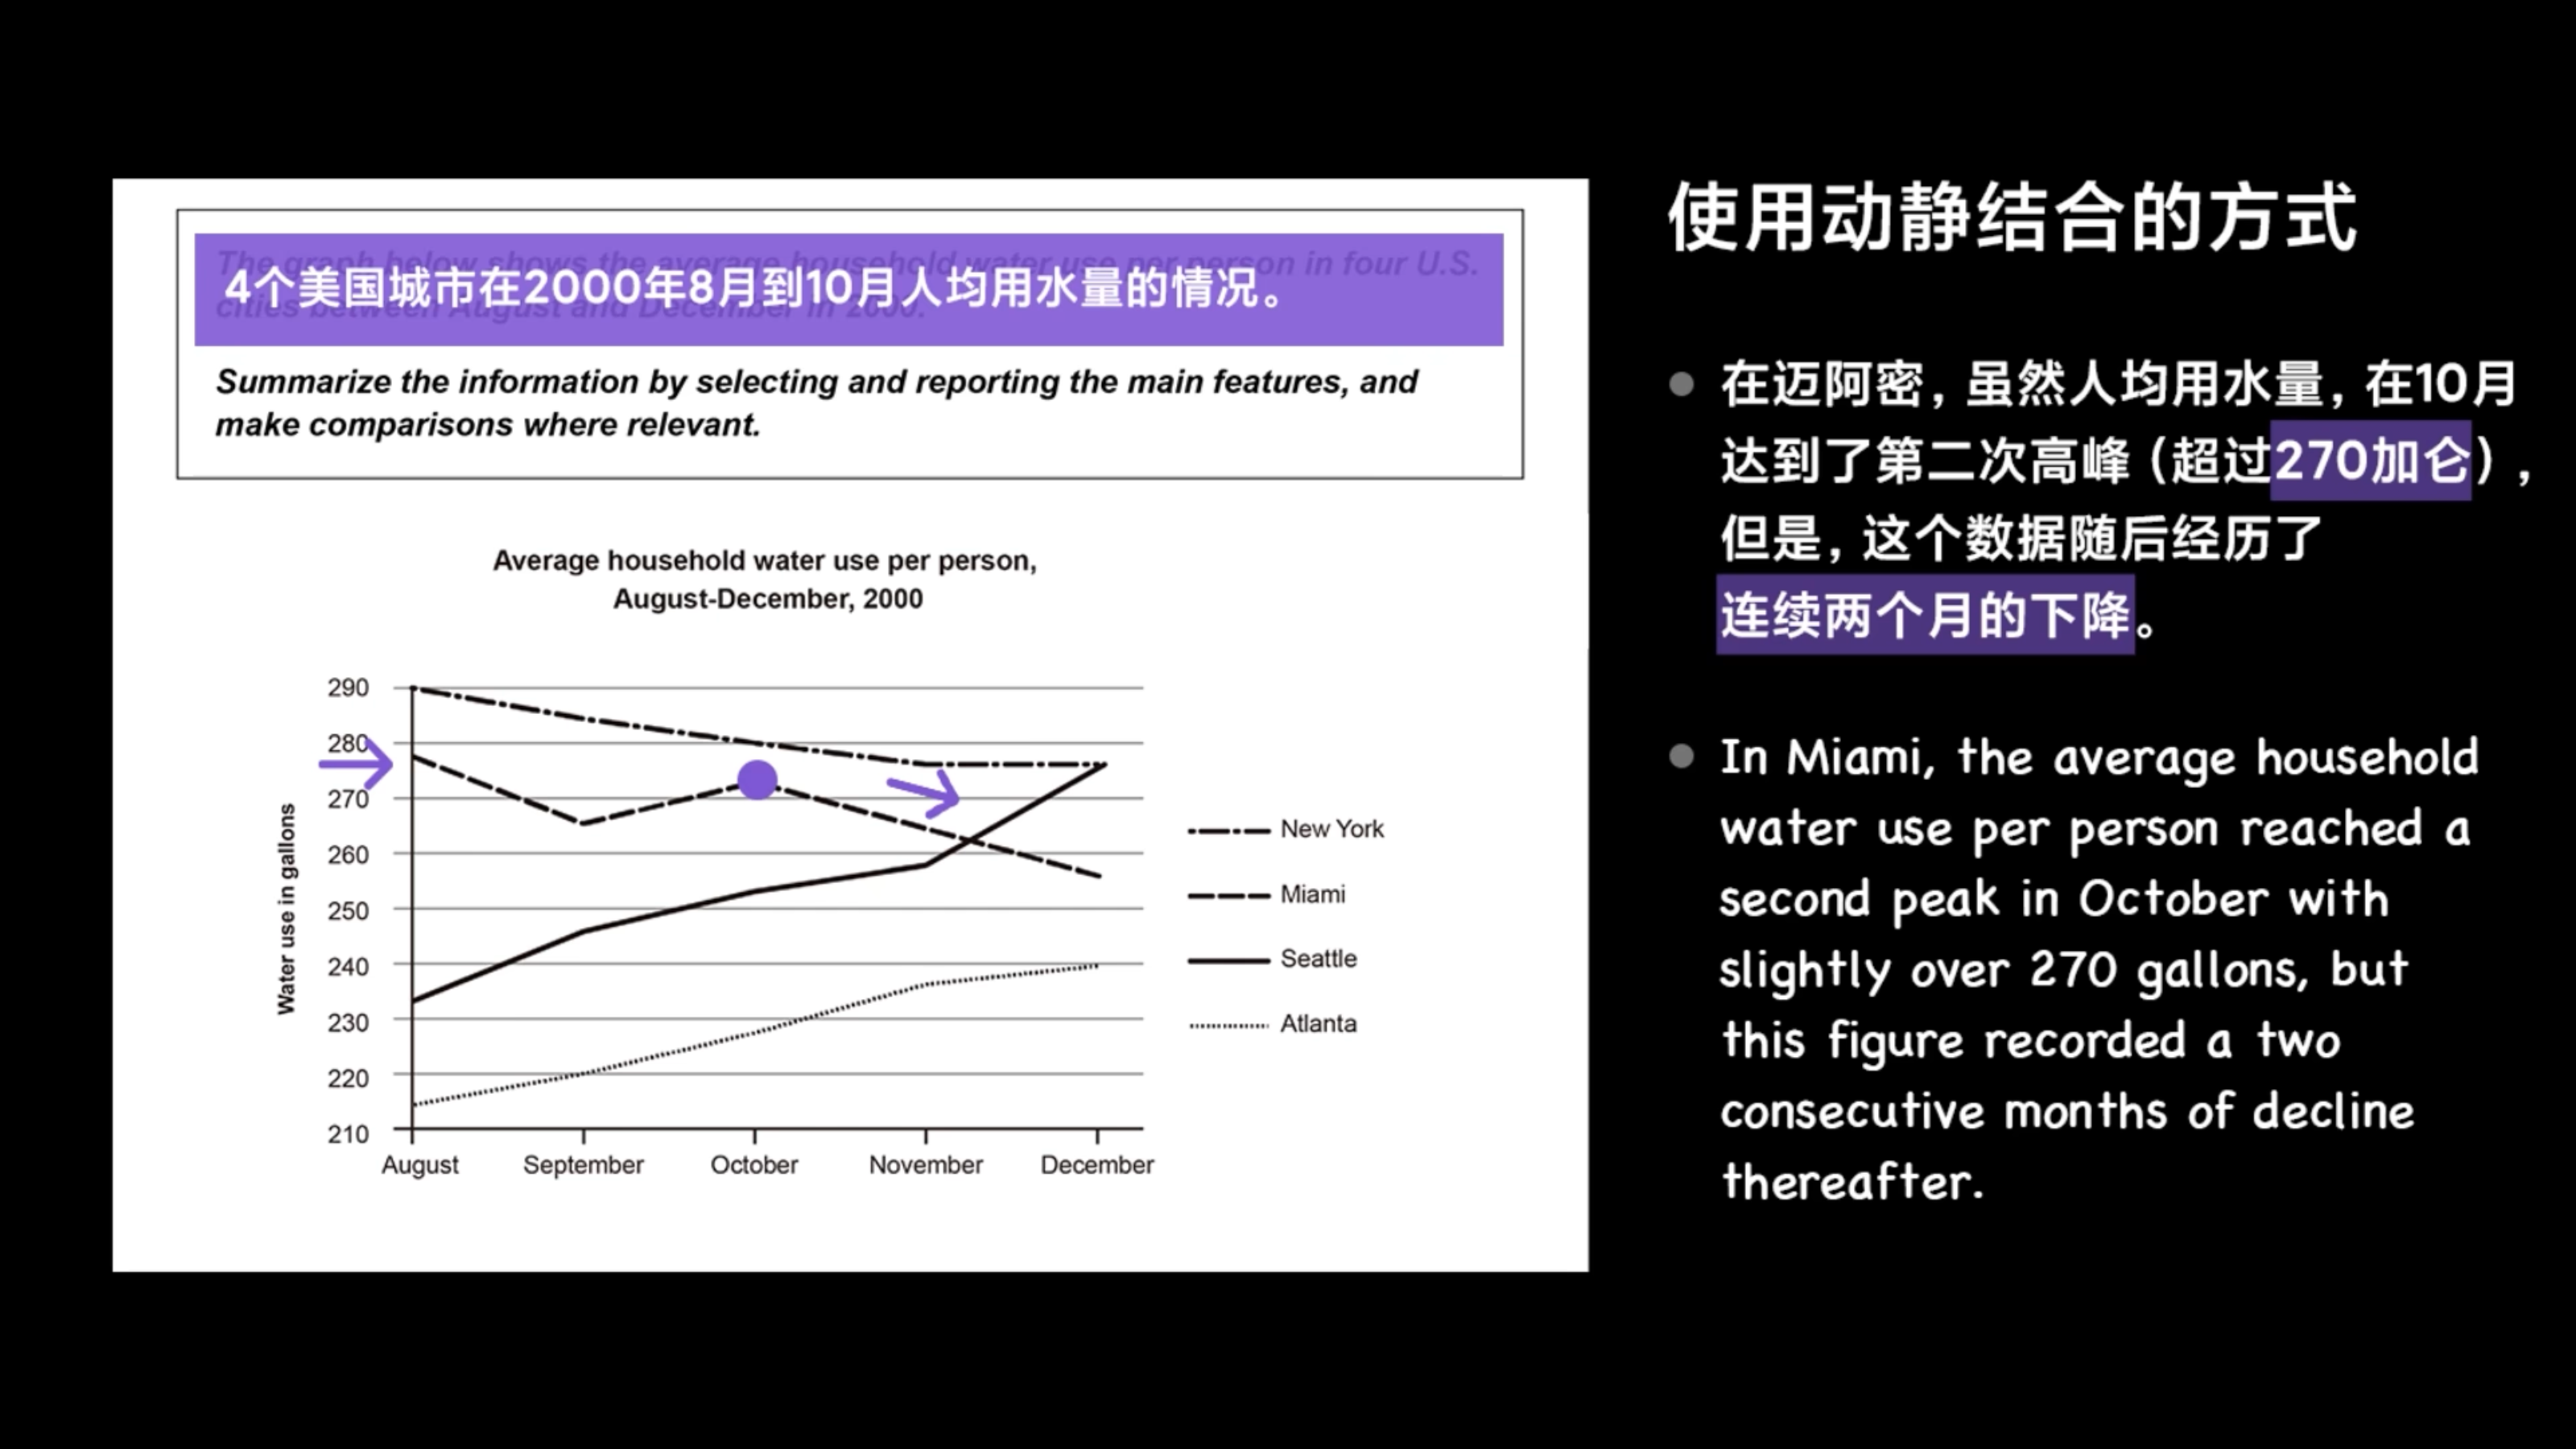 The graph below shows the average household water use per person in four U.S.
cities between August and December in 2000.
4个美国城市在2000年8月到10月人均用水量的情况。
Summarize the information by selecting and reporting the main features, and
make comparisons where relevant.
Average household water use per person,
August-December, 2000
Water use in gallons
290
280
270
260
250
240
230
220
210
August September October November December
New York
Miami
Seattle
Atlanta
使用动静结合的方式
在迈阿密，虽然人均用水量，在10月
达到了第二次高峰（超过270加仑），
但是，这个数据随后经历了
连续两个月的下降。
In Miami, the average household
water use per person reached a
second peak in October with
slightly over 270 gallons, but
this figure recorded a two
consecutive months of decline
thereafter.